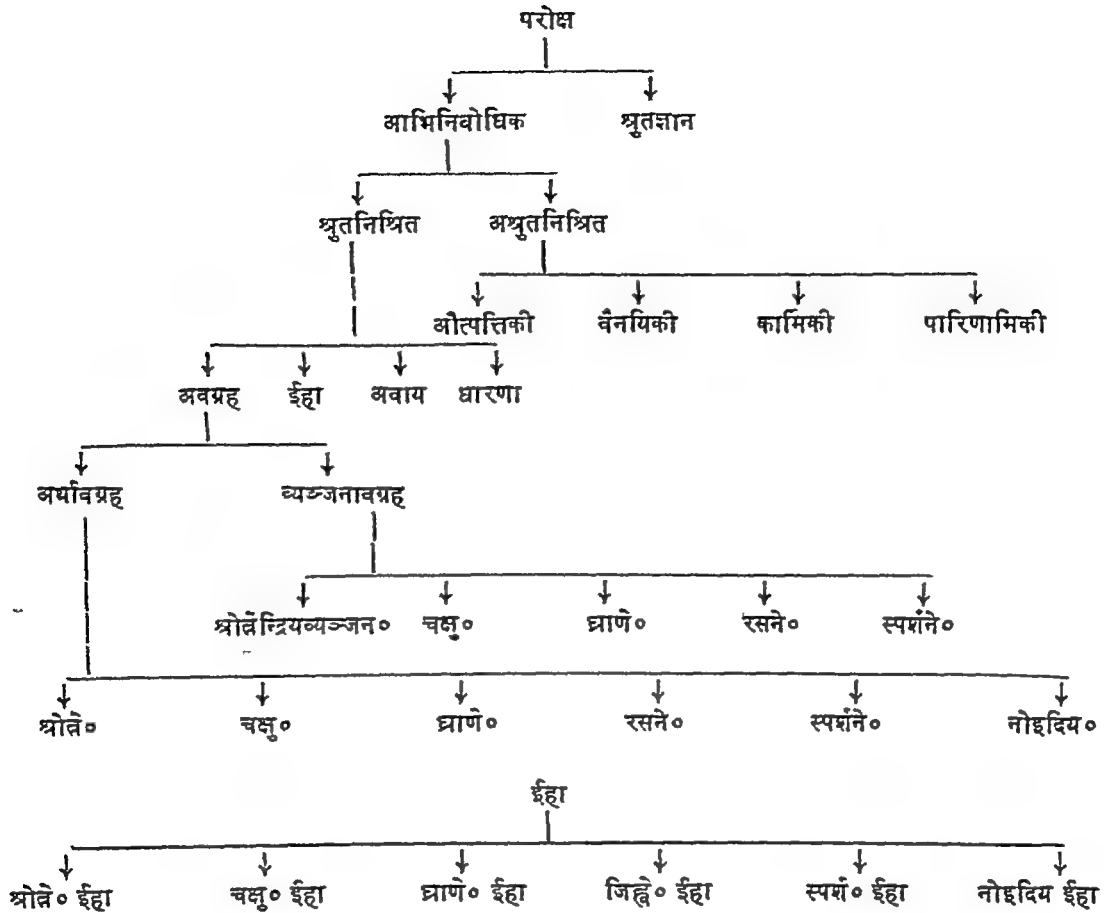 परोक्ष
आभिनिवोधिक श्रुतज्ञान
श्रुतनिश्रित अश्रुतनिश्रित
औत्पत्तिकी वैनयिकी कार्मिकी पारिणामिकी
अवग्रह ईहा अवाय धारणा
अर्थावग्रह व्यञ्जनावग्रह
श्रोत्रेन्द्रियव्यञ्जन० चक्षु० घ्राणे० रसने० स्पर्शने०
श्रोत्रे० चक्षु० घ्राणे० रसने० स्पर्शने० नोइदिय०
ईहा
श्रोत्रे० ईहा चक्षु० ईहा घ्राणे० ईहा जिह्वे० ईहा स्पर्श० ईहा नोइदिय ईहा